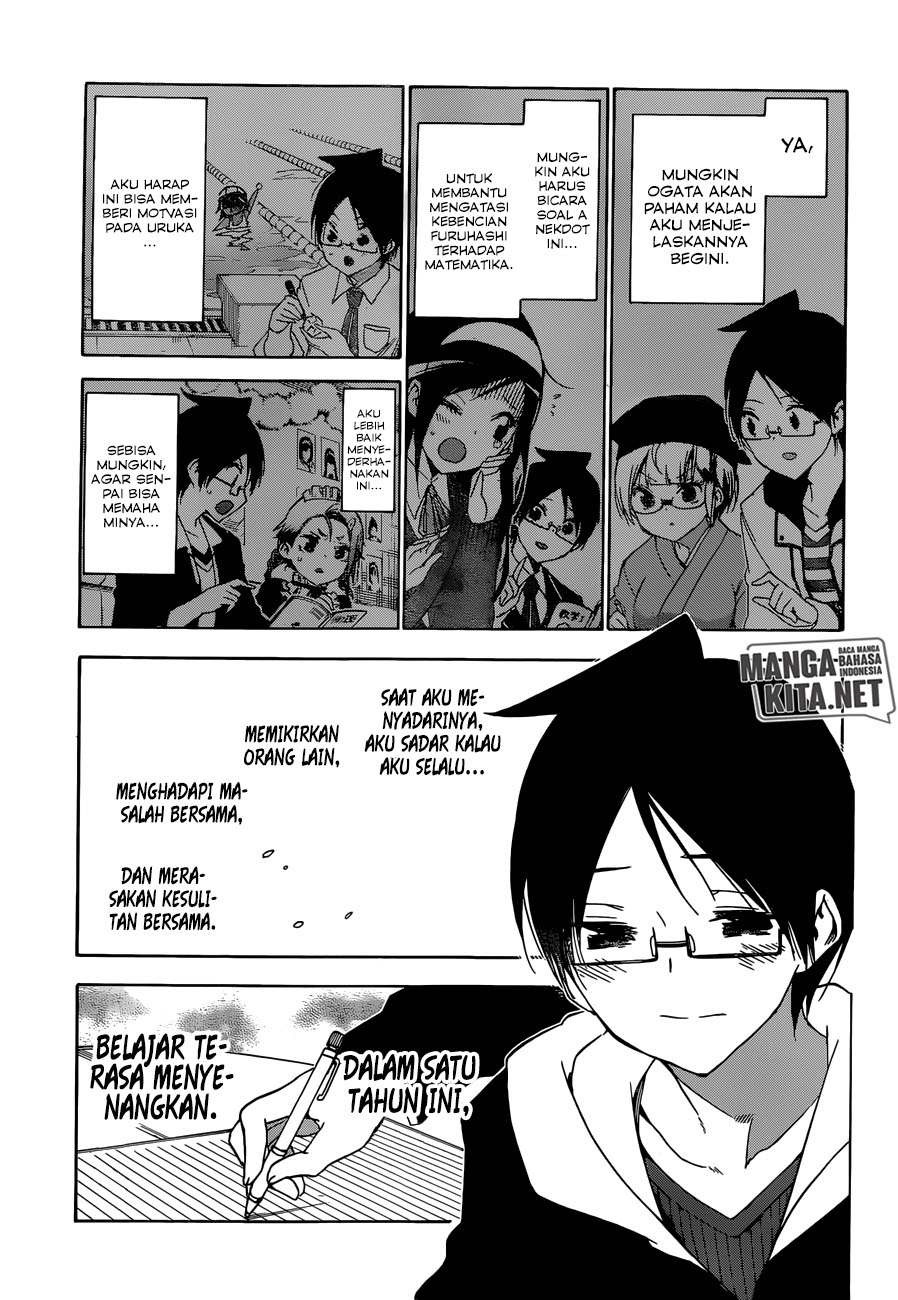 YA,
MUNGKIN
OGATA AKAN
PAHAM KALAU
AKU MENJE-
LASKANNYA
BEGINI.
MUNG-
KIN AKU
HARUS
BICARA
SOAL A
NEKDOT
INI...
UNTUK
MEMBANTU
MENGATASI
KEBENCIAN
FURUHASHI
TERHADAP
MATEMATIKA.
AKU HARAP
INI BISA MEM-
BERI MOTVASI
PADA URUKA
...
AKU
LEBIH
BAIK
MENYE-
DERHA-
NAKAN
INI...
SEBISA
MUNGKIN,
AGAR SEN-
PAI BISA
MEMAHA
MINYA...
MANGA
KITA.NET
BACA MANGA
BAHASA
INDONESIA
SAAT AKU ME-
NYADARINYA,
AKU SADAR KALAU
AKU SELALU...
MEMIKIRKAN
ORANG LAIN,
MENGHADAPI MA-
SALAH BERSAMA,
DAN MERA-
SAKAN KESULI-
TAN BERSAMA.
DALAM SATU
TAHUN INI,
BELAJAR TE-
RASA MENYE-
NANGKAN.